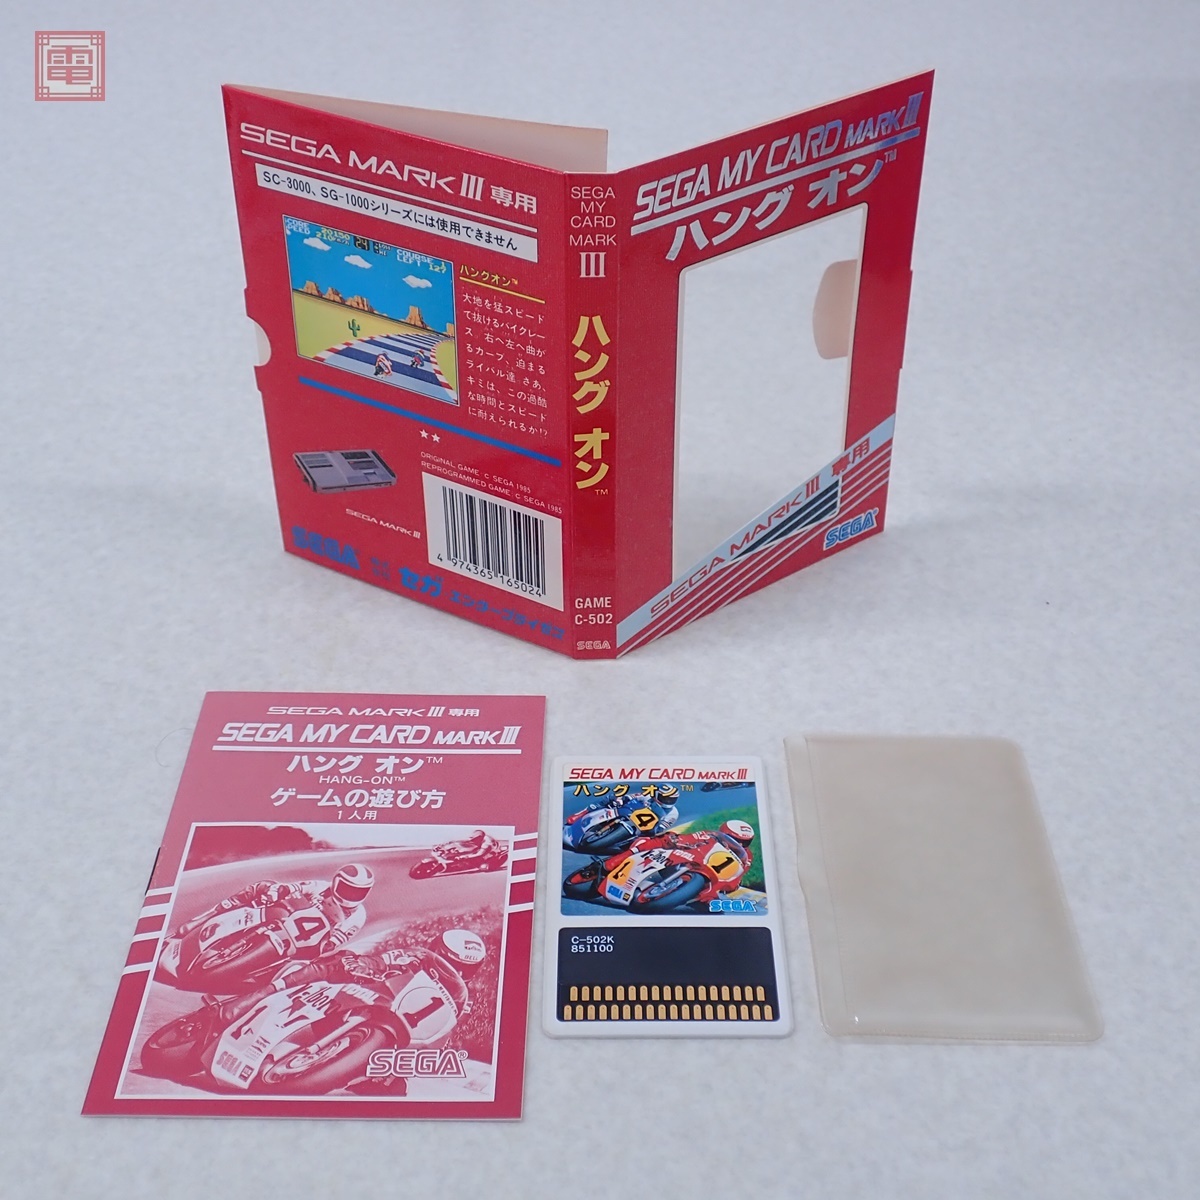 電
SEGA MARK III 専用
SC-3000、SG-1000シリーズには使用できません
COURSE 1
LEFT 127
ハングオン™
大地を猛スピード
で抜けるバイクレー
ス 右へ左へ曲が
るカーブ、迫まる
ライバル達 さあ、
キミは、この過酷
な時間とスピード
に耐えられるか!?
★★
ORIGINAL GAME © SEGA 1985
REPROGRAMMED GAME © SEGA 1985
SEGA MARK III
4 974365 165024
SEGA
セガ・エンタープライゼス
SEGA
MY
CARD
MARK
III
ハング オン™
GAME
C-502
SEGA
SEGA MY CARD MARK III
ハング オン™
SEGA MARK III 専用
SEGA®
SEGA MARK III 専用
SEGA MY CARD MARK III
ハング オン™
HANG-ON™
ゲームの遊び方
1人用
4
1
SEGA®
SEGA MY CARD MARK III
ハング オン™
4
1
SEGA
C-502K
851100